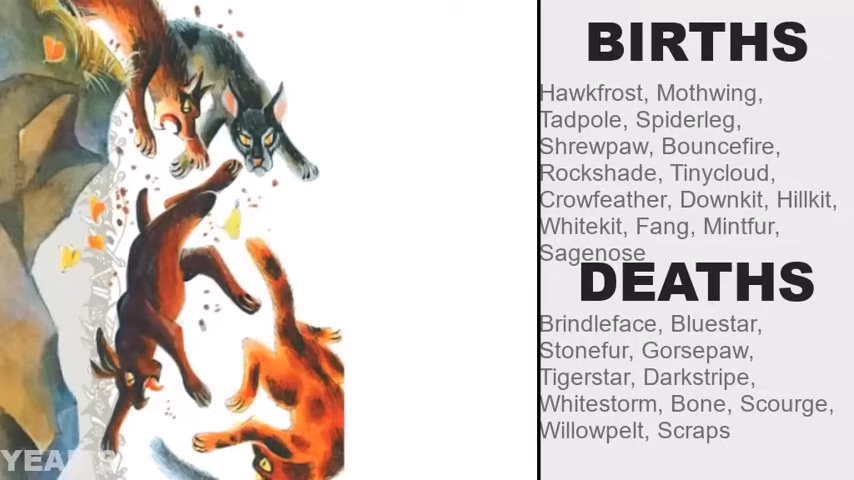 BIRTHS
Hawkfrost, Mothwing,
Tadpole, Spiderleg,
Shrewpaw, Bouncefire,
Rockshade, Tinycloud,
Crowfeather, Downkit, Hillkit,
Whitekit, Fang, Mintfur,
Sagenose
DEATHS
Brindleface, Bluestar,
Stonefur, Gorsepaw,
Tigerstar, Darkstripe,
Whitestorm, Bone, Scourge,
Willowpelt, Scraps
YEAR